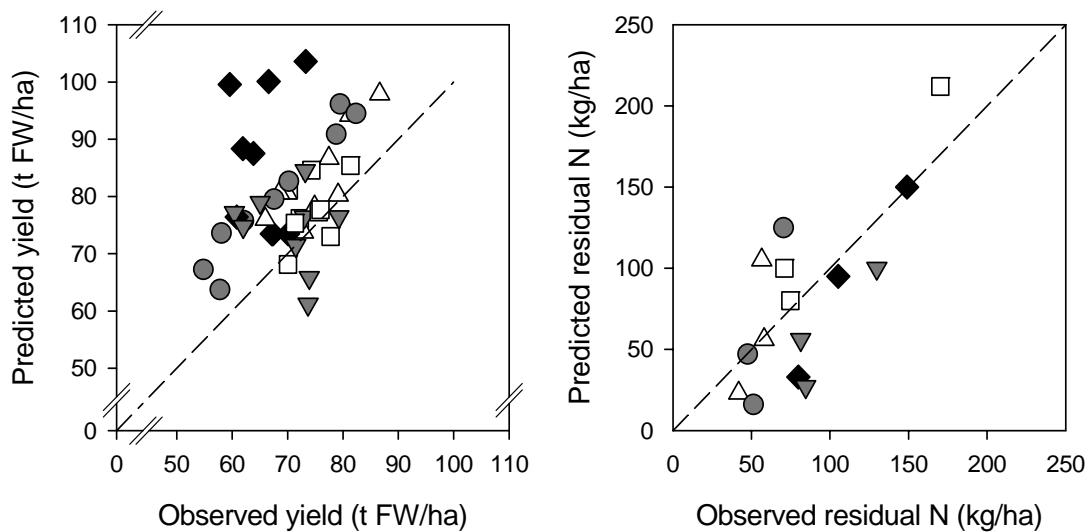 Predicted yield (t FW/ha)
110
100
90
80
70
60
50
0
0 50 60 70 80 90 100 110
Observed yield (t FW/ha)
Predicted residual N (kg/ha)
250
200
150
100
50
0
0 50 100 150 200 250
Observed residual N (kg/ha)